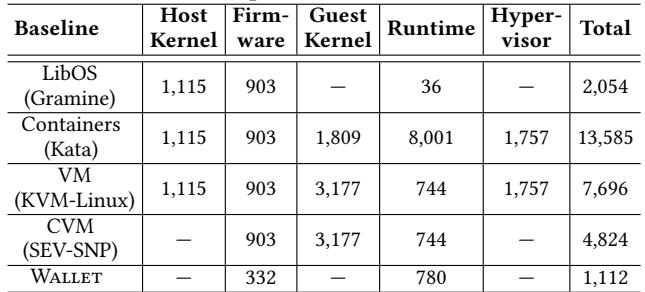 Baseline | Host Kernel | Firm-ware | Guest Kernel | Runtime | Hyper-visor | Total
LibOS (Gramine) | 1,115 | 903 | — | 36 | — | 2,054
Containers (Kata) | 1,115 | 903 | 1,809 | 8,001 | 1,757 | 13,585
VM (KVM-Linux) | 1,115 | 903 | 3,177 | 744 | 1,757 | 7,696
CVM (SEV-SNP) | — | 903 | 3,177 | 744 | — | 4,824
WALLET | — | 332 | — | 780 | — | 1,112